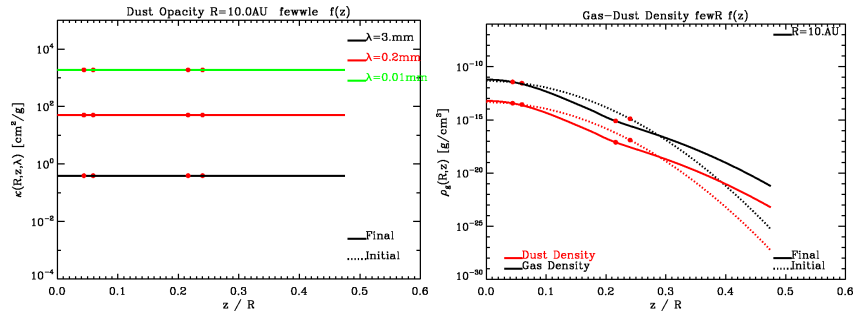 Dust Opacity R=10.0AU fewwle f(z)
κ(R,z,λ) [cm²/g]
10⁴
10²
10⁰
10⁻²
10⁻⁴
λ=3.mm
λ=0.2mm
λ=0.01mm
Final
Initial
0.0 0.1 0.2 0.3 0.4 0.5 0.6
z / R
Gas-Dust Density fewR f(z)
ρg(R,z) [g/cm³]
10⁻¹⁰
10⁻¹⁵
10⁻²⁰
10⁻²⁵
10⁻³⁰
R=10.AU
Dust Density
Gas Density
Final
Initial
0.0 0.1 0.2 0.3 0.4 0.5 0.6
z / R